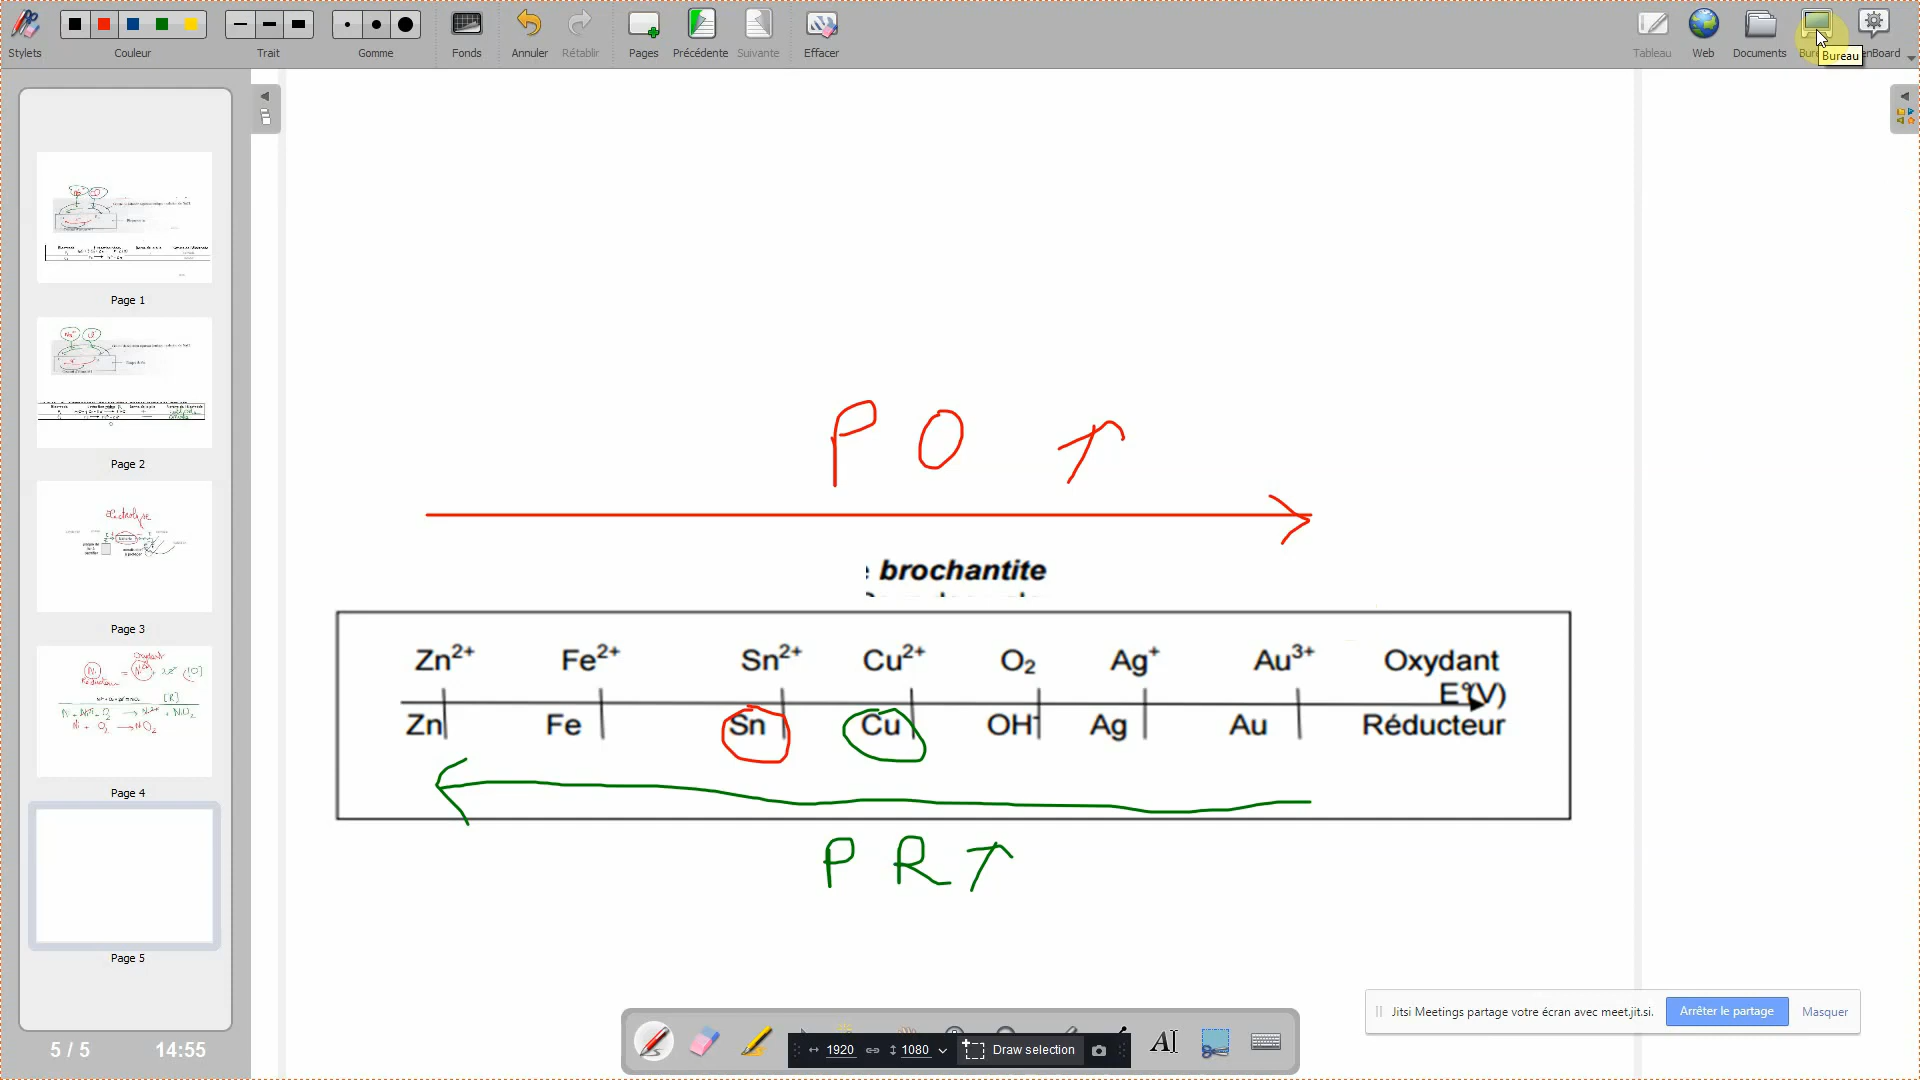 Stylets Couleur Trait Gomme Fonds Annuler Rétablir Pages Précédente Suivante Effacer Tableau Web Documents enBoard
Bureau
Page 1
Page 2
Page 3
Page 4
Page 5
5 / 5 14:55
P O ↑
brochantite
Zn²⁺ Fe²⁺ Sn²⁺ Cu²⁺ O₂ Ag⁺ Au³⁺ Oxydant
E°(V)
Zn Fe Sn Cu OH⁻ Ag Au Réducteur
P R ↑
Jitsi Meetings partage votre écran avec meet.jit.si. Arrêter le partage Masquer
1920 1080 Draw selection